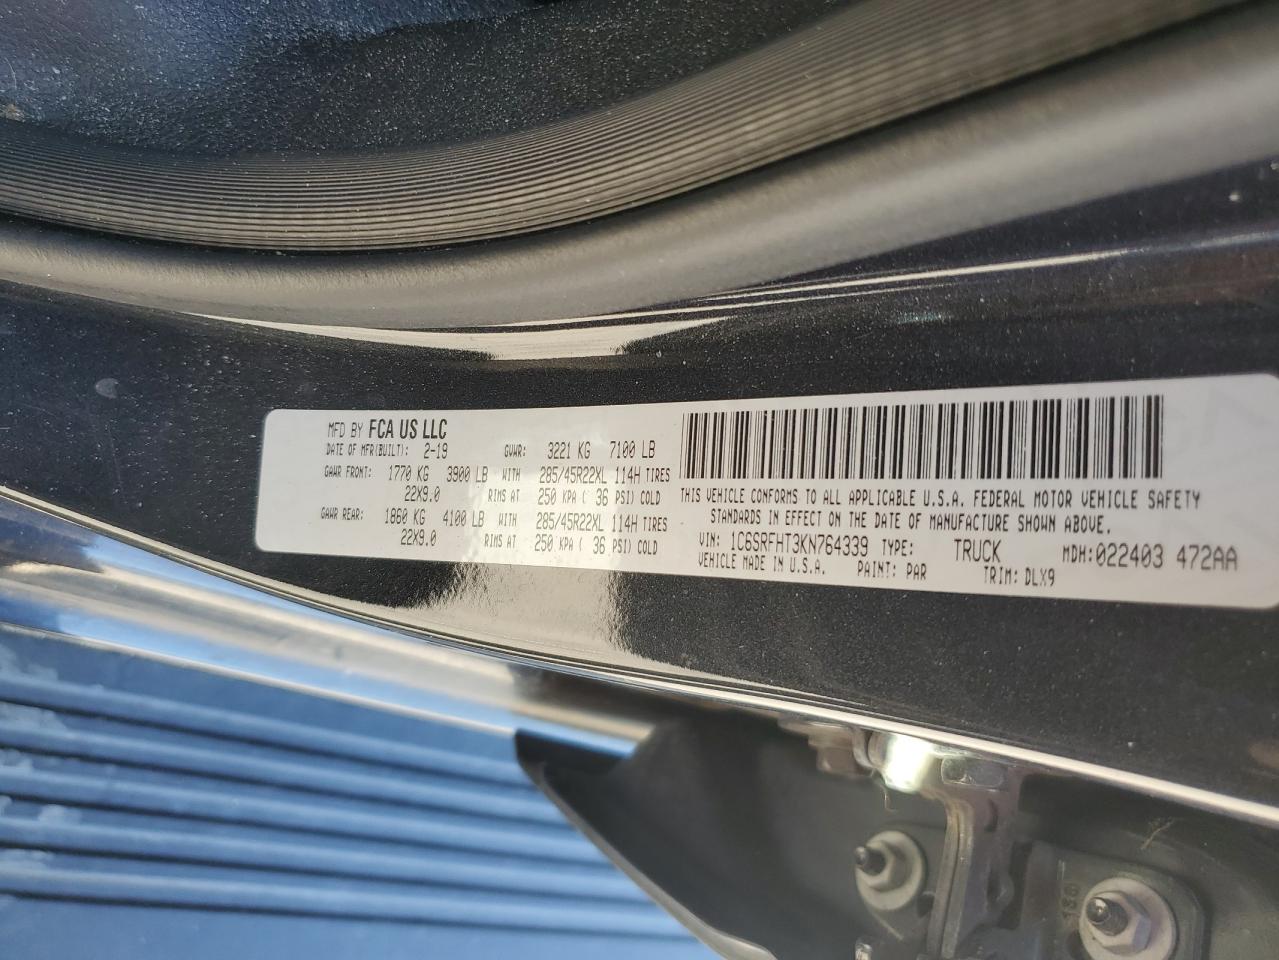 MFD BY FCA US LLC
DATE OF MFR(BUILT): 2-19 GVWR: 3221 KG 7100 LB
GAWR FRONT: 1770 KG 3900 LB WITH 285/45R22XL 114H TIRES
22X9.0 RIMS AT 250 KPA ( 36 PSI) COLD
GAWR REAR: 1860 KG 4100 LB WITH 285/45R22XL 114H TIRES
22X9.0 RIMS AT 250 KPA ( 36 PSI) COLD
THIS VEHICLE CONFORMS TO ALL APPLICABLE U.S.A. FEDERAL MOTOR VEHICLE SAFETY
STANDARDS IN EFFECT ON THE DATE OF MANUFACTURE SHOWN ABOVE.
VIN: 1C6SRFHT3KN764339 TYPE: TRUCK MDH:022403 472AA
VEHICLE MADE IN U.S.A. PAINT: PAR TRIM: DLX9